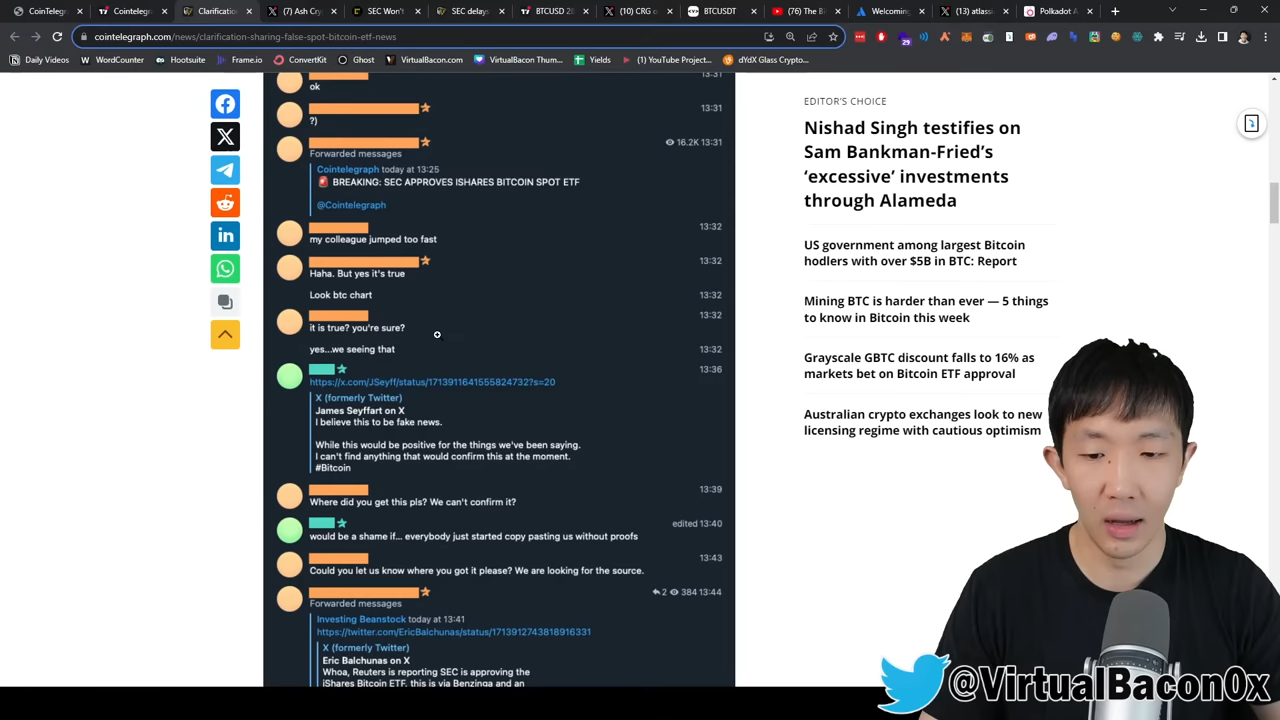 CoinTeleg
Cointelegr
Clarification
(7) Ash Cry
SEC Won't
SEC delays
BTCUSD 28
(10) CRG o
BTCUSDT
(76) The Bi
(13) atlas
Polkadot A
cointelegraph.com/news/clarification-sharing-false-spot-bitcoin-etf-news
29
Daily Videos
WordCounter
Hootsuite
Frame.io
ConvertKit
Ghost
VirtualBacon.com
VirtualBacon Thum...
Yields
(1) YouTube Project...
dYdX Glass Crypto...
13:31
ok
13:31
?)
16.2K 13:31
Forwarded messages
Cointelegraph today at 13:25
🚨 BREAKING: SEC APPROVES ISHARES BITCOIN SPOT ETF
@Cointelegraph
13:32
my colleague jumped too fast
13:32
Haha. But yes it's true
Look btc chart
13:32
it is true? you're sure?
yes...we seeing that
13:32
13:36
https://x.com/JSeyff/status/1713911641555824732?s=20
X (formerly Twitter)
James Seyffart on X
I believe this to be fake news.
While this would be positive for the things we've been saying.
I can't find anything that would confirm this at the moment.
#Bitcoin
13:39
Where did you get this pls? We can't confirm it?
edited 13:40
would be a shame if... everybody just started copy pasting us without proofs
13:43
Could you let us know where you got it please? We are looking for the source.
2 384 13:44
Forwarded messages
Investing Beanstock today at 13:41
https://twitter.com/EricBalchunas/status/1713912743818916331
X (formerly Twitter)
Eric Balchunas on X
Whoa, Reuters is reporting SEC is approving the
iShares Bitcoin ETF, this is via Benzinga and an
EDITOR'S CHOICE
Nishad Singh testifies on
Sam Bankman-Fried's
'excessive' investments
through Alameda
US government among largest Bitcoin
hodlers with over $5B in BTC: Report
Mining BTC is harder than ever — 5 things
to know in Bitcoin this week
Grayscale GBTC discount falls to 16% as
markets bet on Bitcoin ETF approval
Australian crypto exchanges look to new
licensing regime with cautious optimism
@VirtualBacon0x